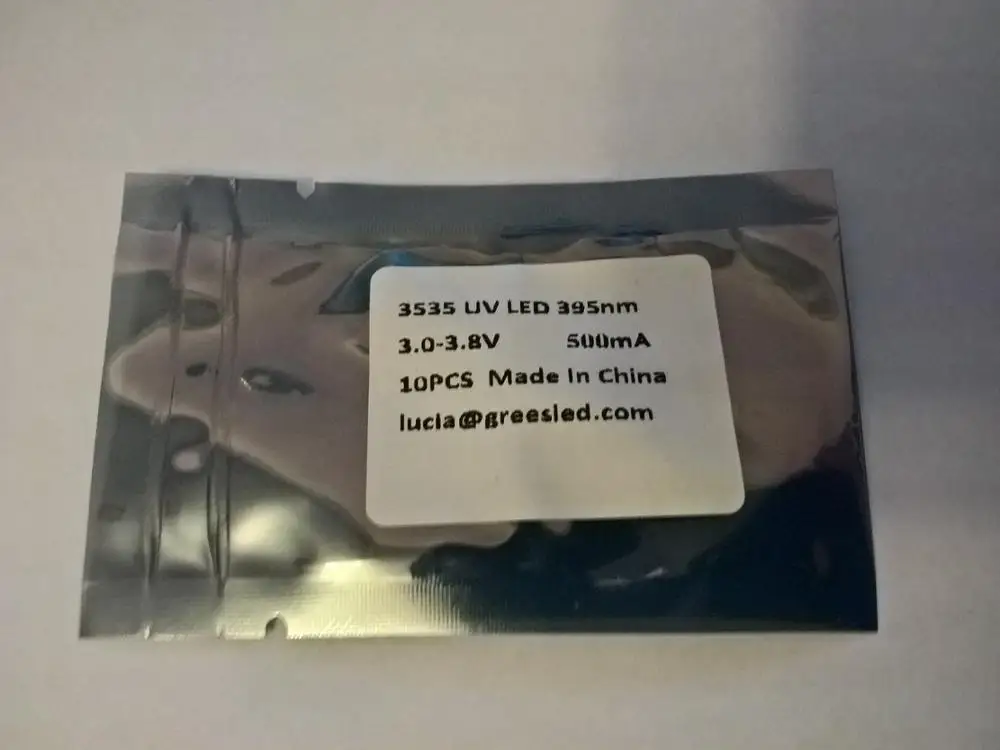 3535 UV LED 395nm
3.0-3.8V 500mA
10PCS Made In China
lucia@greesled.com